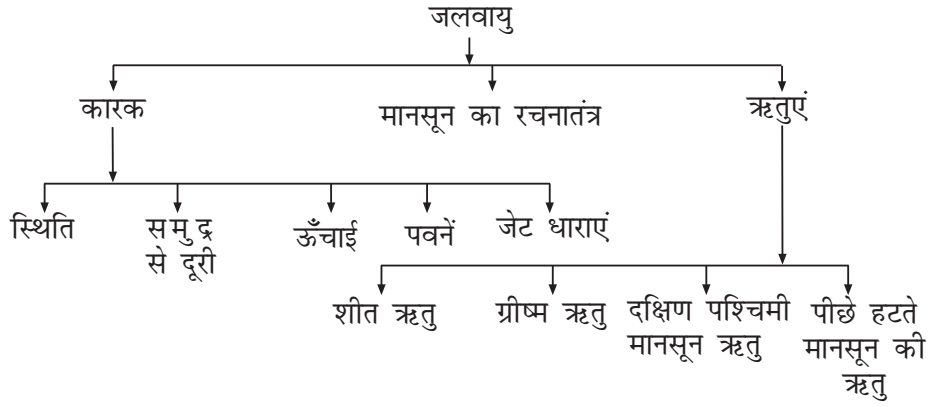 जलवायु
कारक
मानसून का रचनातंत्र
ऋतुएं
स्थिति
समुद्र
से दूरी
ऊँचाई
पवनें
जेट धाराएं
शीत ऋतु
ग्रीष्म ऋतु
दक्षिण पश्चिमी
मानसून ऋतु
पीछे हटते
मानसून की
ऋतु